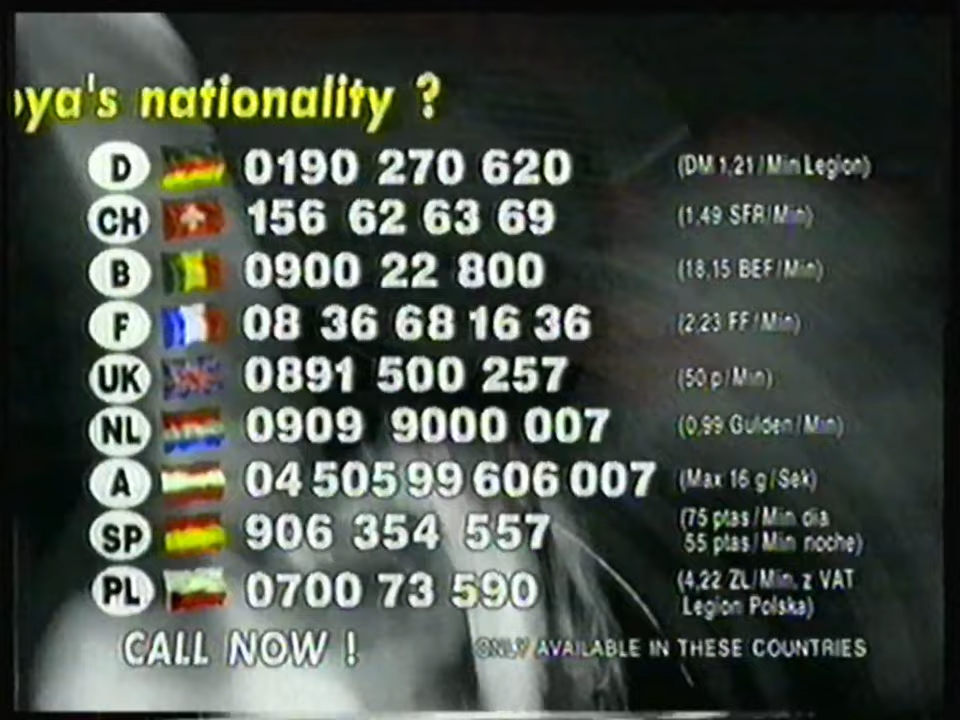 ya's nationality ?
D 0190 270 620 (DM 1,21/Min Legion)
CH 156 62 63 69 (1,49 SFR/Min)
B 0900 22 800 (18,15 BEF/Min)
F 08 36 68 16 36 (2,23 FF/Min)
UK 0891 500 257 (50 p/Min)
NL 0909 9000 007 (0,99 Gulden/Min)
A 04 505 99 606 007 (Max 16 g/Sek)
SP 906 354 557 (75 ptas/Min dia
55 ptas/Min noche)
PL 0700 73 590 (4,22 ZL/Min. z VAT
Legion Polska)
CALL NOW ! ONLY AVAILABLE IN THESE COUNTRIES